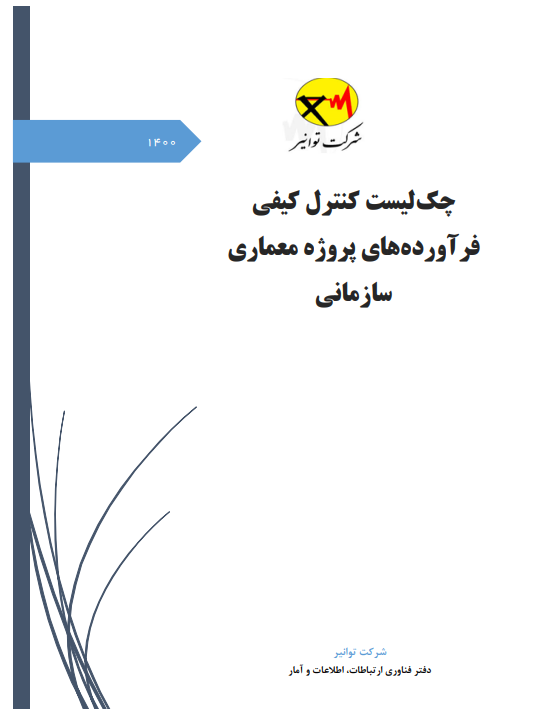 شرکت توانیر
۱۴۰۰
چک‌لیست کنترل کیفی
فرآورده‌های پروژه معماری
سازمانی
شرکت توانیر
دفتر فناوری ارتباطات، اطلاعات و آمار